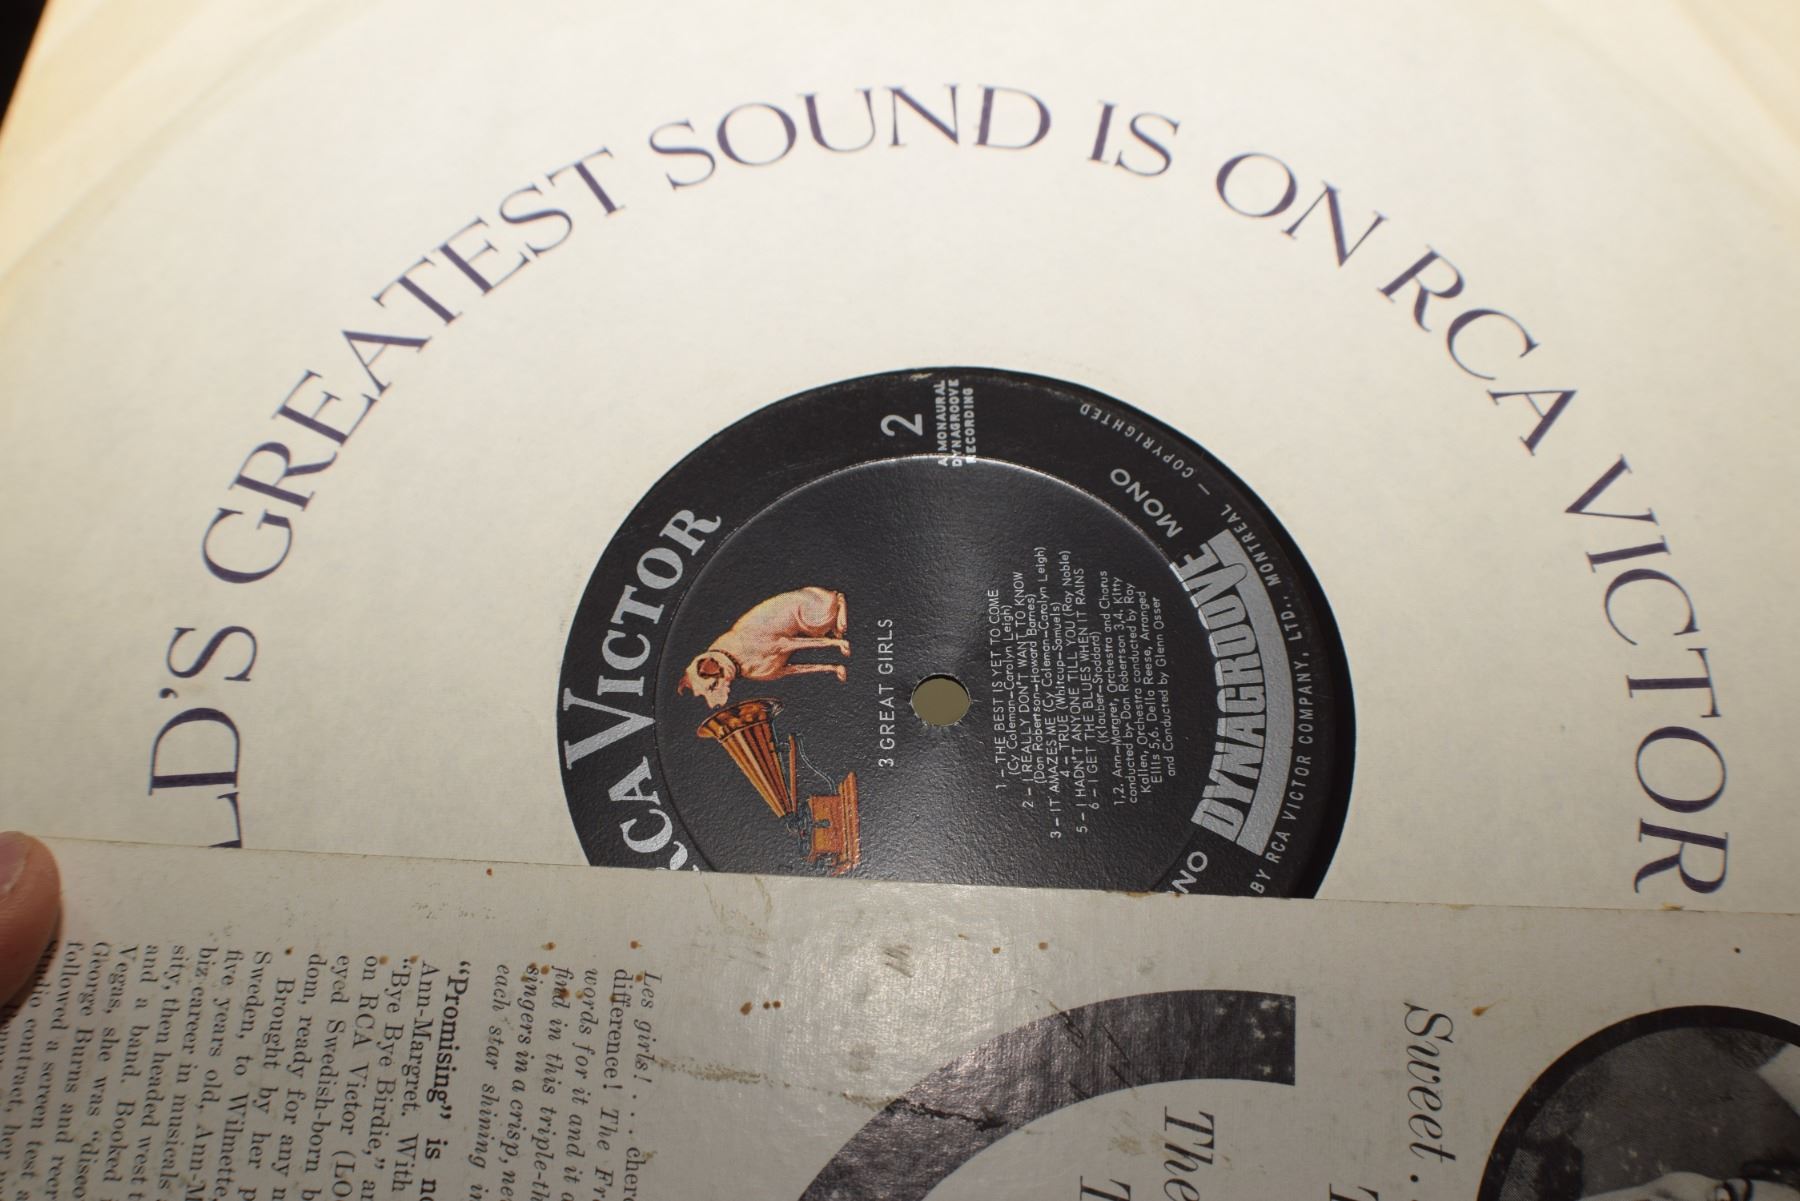 LD'S GREATEST SOUND IS ON RCA VICTOR
RCA VICTOR
2
A MONAURAL
DYNAGROOVE
RECORDING
3 GREAT GIRLS
1 – THE BEST IS YET TO COME
(Cy Coleman–Carolyn Leigh)
2 – I REALLY DON'T WANT TO KNOW
(Don Robertson–Howard Barnes)
3 – IT AMAZES ME (Cy Coleman–Carolyn Leigh)
4 – TRUE (Whitcup–Samuels)
5 – I HADN'T ANYONE TILL YOU (Ray Noble)
6 – I GET THE BLUES WHEN IT RAINS
(Klauber–Stoddard)
1,2. Ann–Margret, Orchestra and Chorus
conducted by Don Robertson 3,4. Kitty
Kallen, Orchestra conducted by Ray
Ellis 5,6. Della Reese, Arranged
and Conducted by Glenn Osser
ONO DYNAGROOVE MONO
BY RCA VICTOR COMPANY, LTD., MONTREAL – COPYRIGHTED
Les girls! . . . cher
difference! The Fr
words for it and it
find in this triple-th
singers in a crisp, ne
each star shining in
"Promising" is n
Ann-Margret. With
"Bye Bye Birdie," an
on RCA Victor (LO
eyed Swedish-born b
dom, ready for any
Brought by her p
Sweden, to Wilmette
five years old, Ann-M
biz career in musicals
sity, then headed west
and a band. Booked
Vegas, she was "disco
George Burns and
followed a screen test
studio contract, her
Sweet .
The
T
T